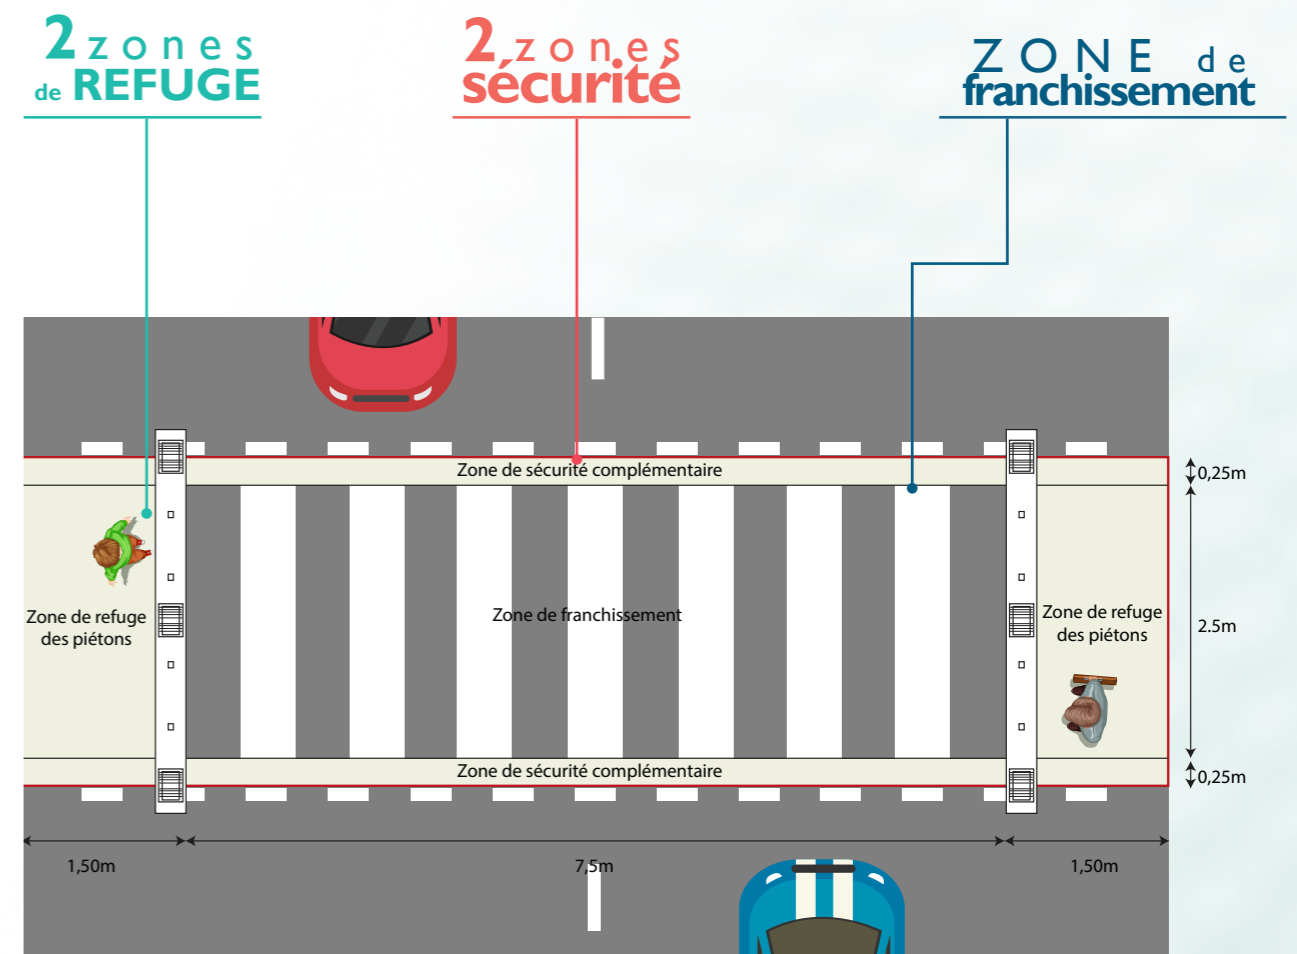 2 zones
de REFUGE
2 zones
sécurité
ZONE de
franchissement
Zone de sécurité complémentaire
0,25m
Zone de refuge
des piétons
Zone de franchissement
Zone de refuge
des piétons
2.5m
Zone de sécurité complémentaire
0,25m
1,50m
7,5m
1,50m